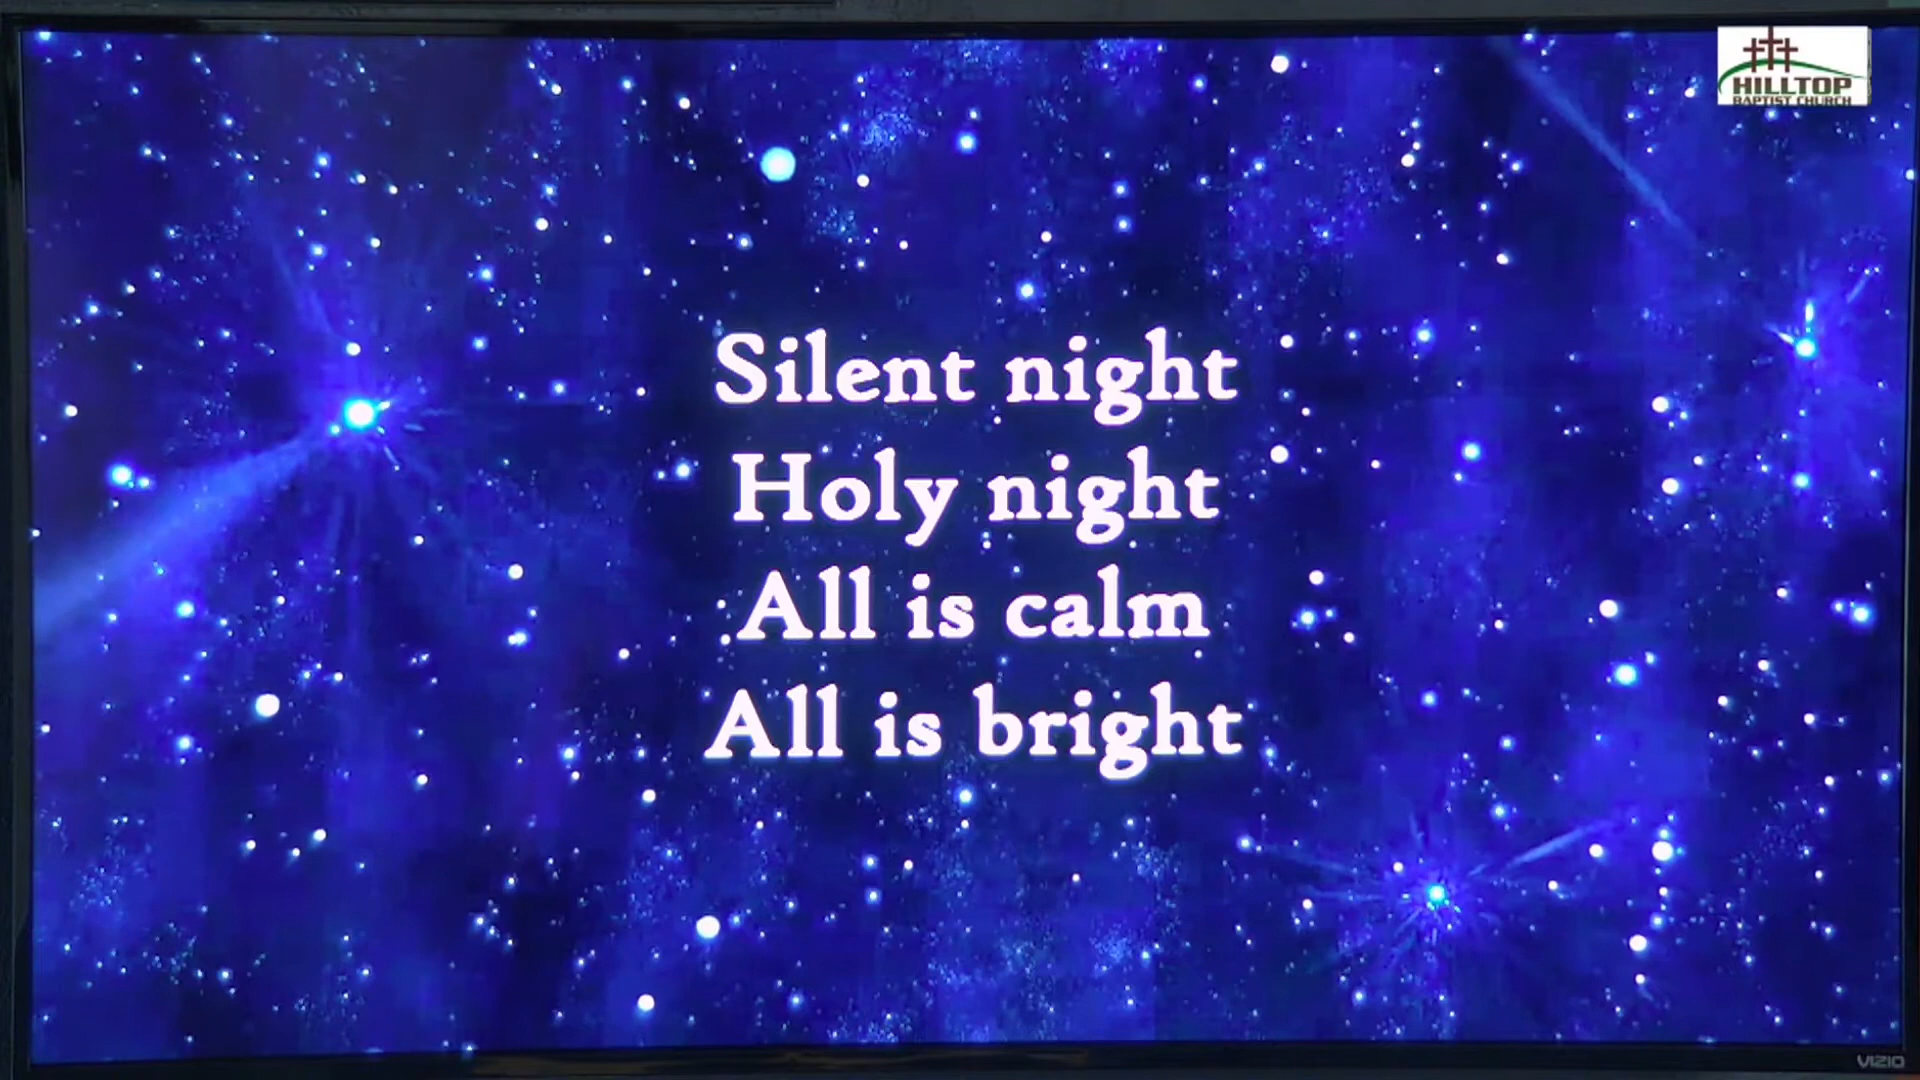 HILLTOP
BAPTIST CHURCH
Silent night
Holy night
All is calm
All is bright
VIZIO